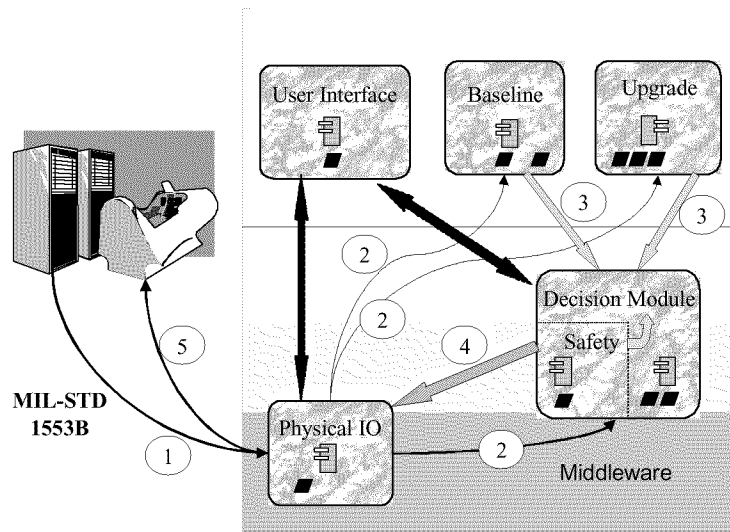 User Interface
Baseline
Upgrade
3
3
2
Decision Module
2
Safety
5
4
MIL-STD
1553B
Physical IO
1
2
Middleware